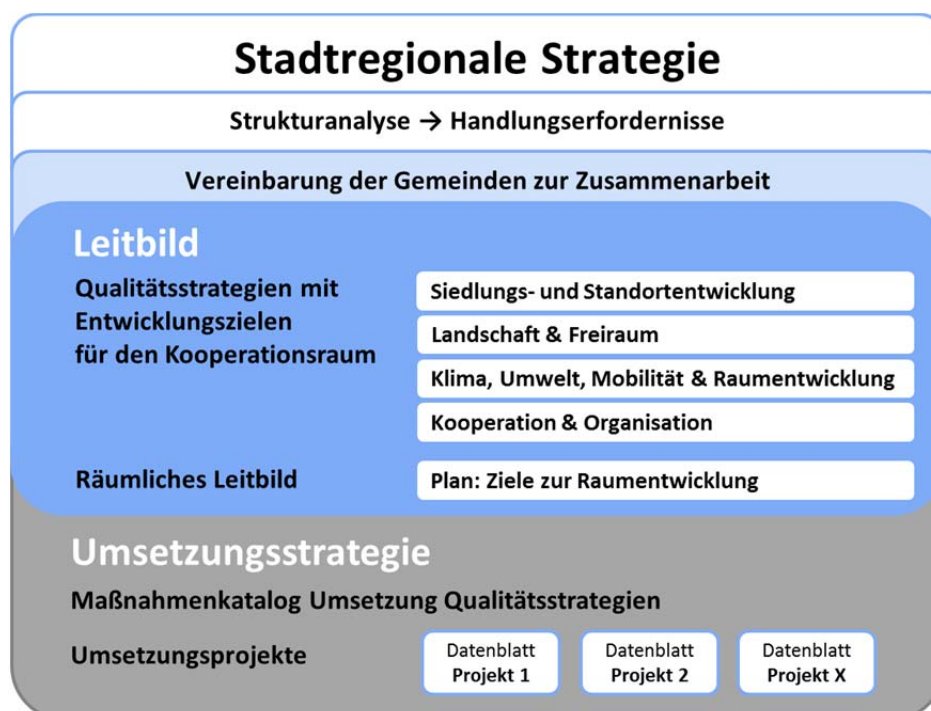 Stadtregionale Strategie
Strukturanalyse → Handlungserfordernisse
Vereinbarung der Gemeinden zur Zusammenarbeit
Leitbild
Qualitätsstrategien mit
Entwicklungszielen
für den Kooperationsraum
Siedlungs- und Standortentwicklung
Landschaft & Freiraum
Klima, Umwelt, Mobilität & Raumentwicklung
Kooperation & Organisation
Räumliches Leitbild
Plan: Ziele zur Raumentwicklung
Umsetzungsstrategie
Maßnahmenkatalog Umsetzung Qualitätsstrategien
Umsetzungsprojekte
Datenblatt
Projekt 1
Datenblatt
Projekt 2
Datenblatt
Projekt X